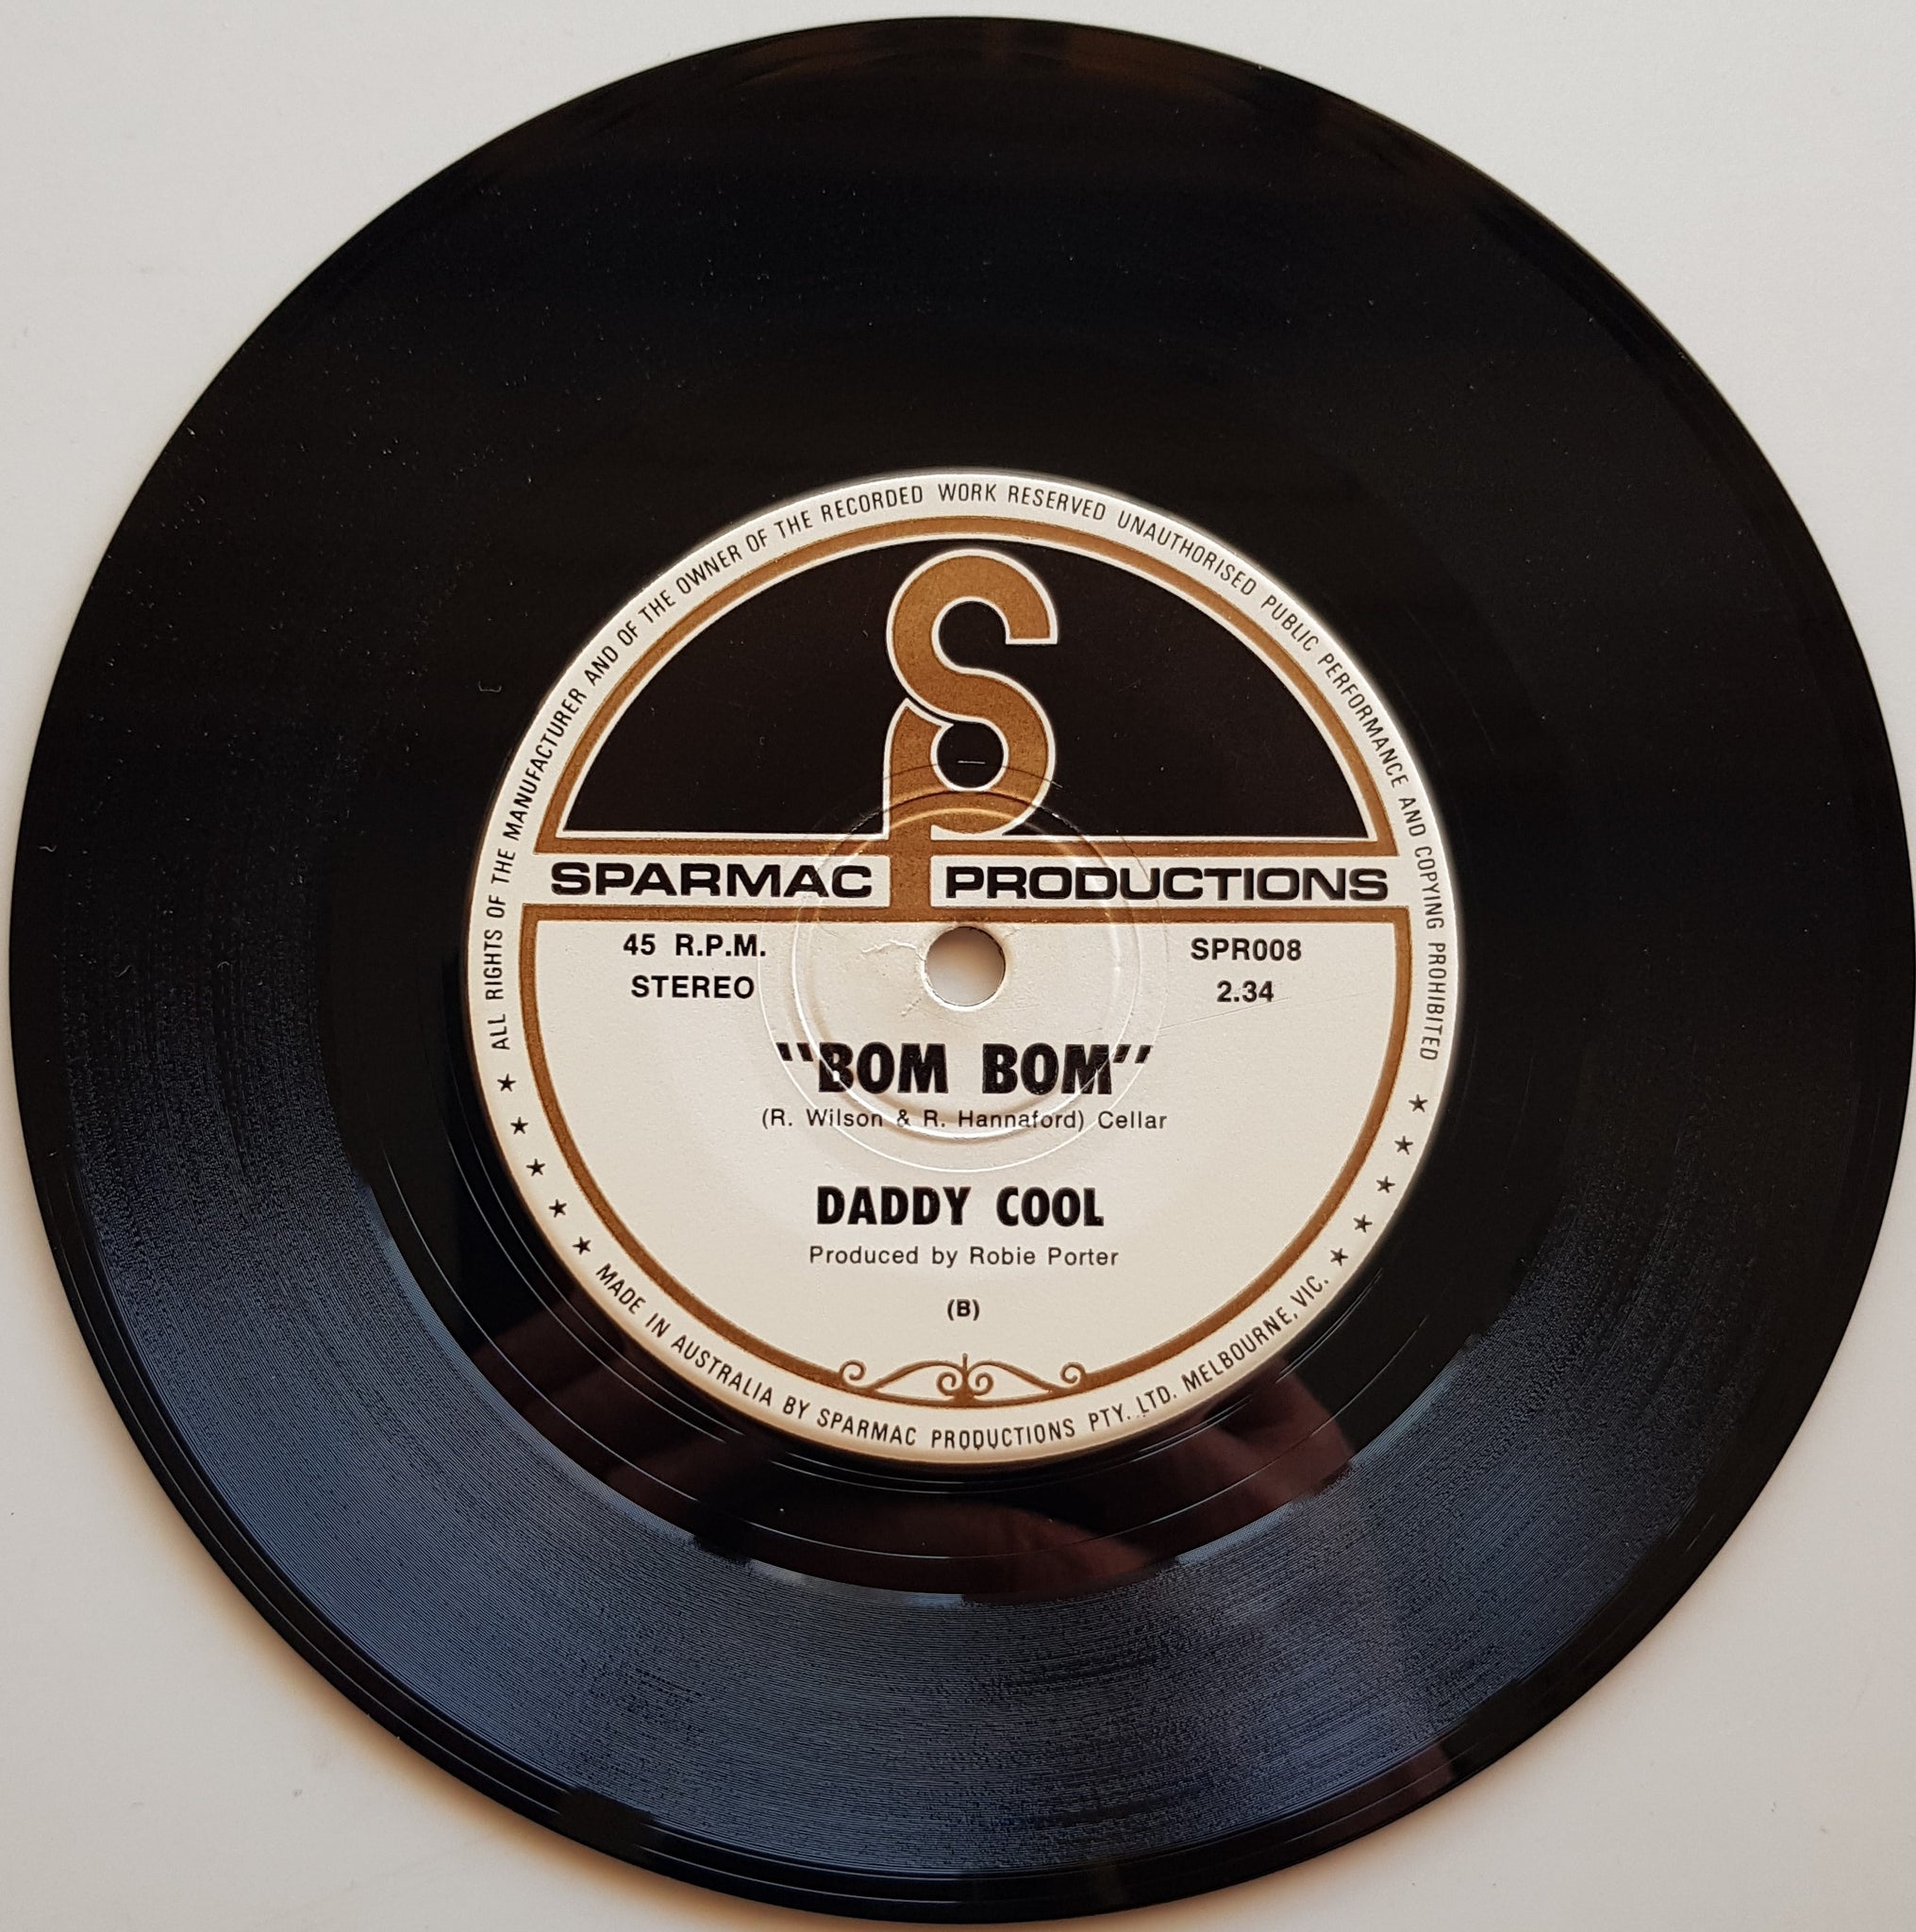 ALL RIGHTS OF THE MANUFACTURER AND OF THE OWNER OF THE RECORDED WORK RESERVED UNAUTHORISED PUBLIC PERFORMANCE AND COPYING PROHIBITED
SPARMAC PRODUCTIONS
45 R.P.M.
STEREO
SPR008
2.34
"BOM BOM"
(R. Wilson & R. Hannaford) Cellar
DADDY COOL
Produced by Robie Porter
(B)
MADE IN AUSTRALIA BY SPARMAC PRODUCTIONS PTY. LTD. MELBOURNE, VIC.